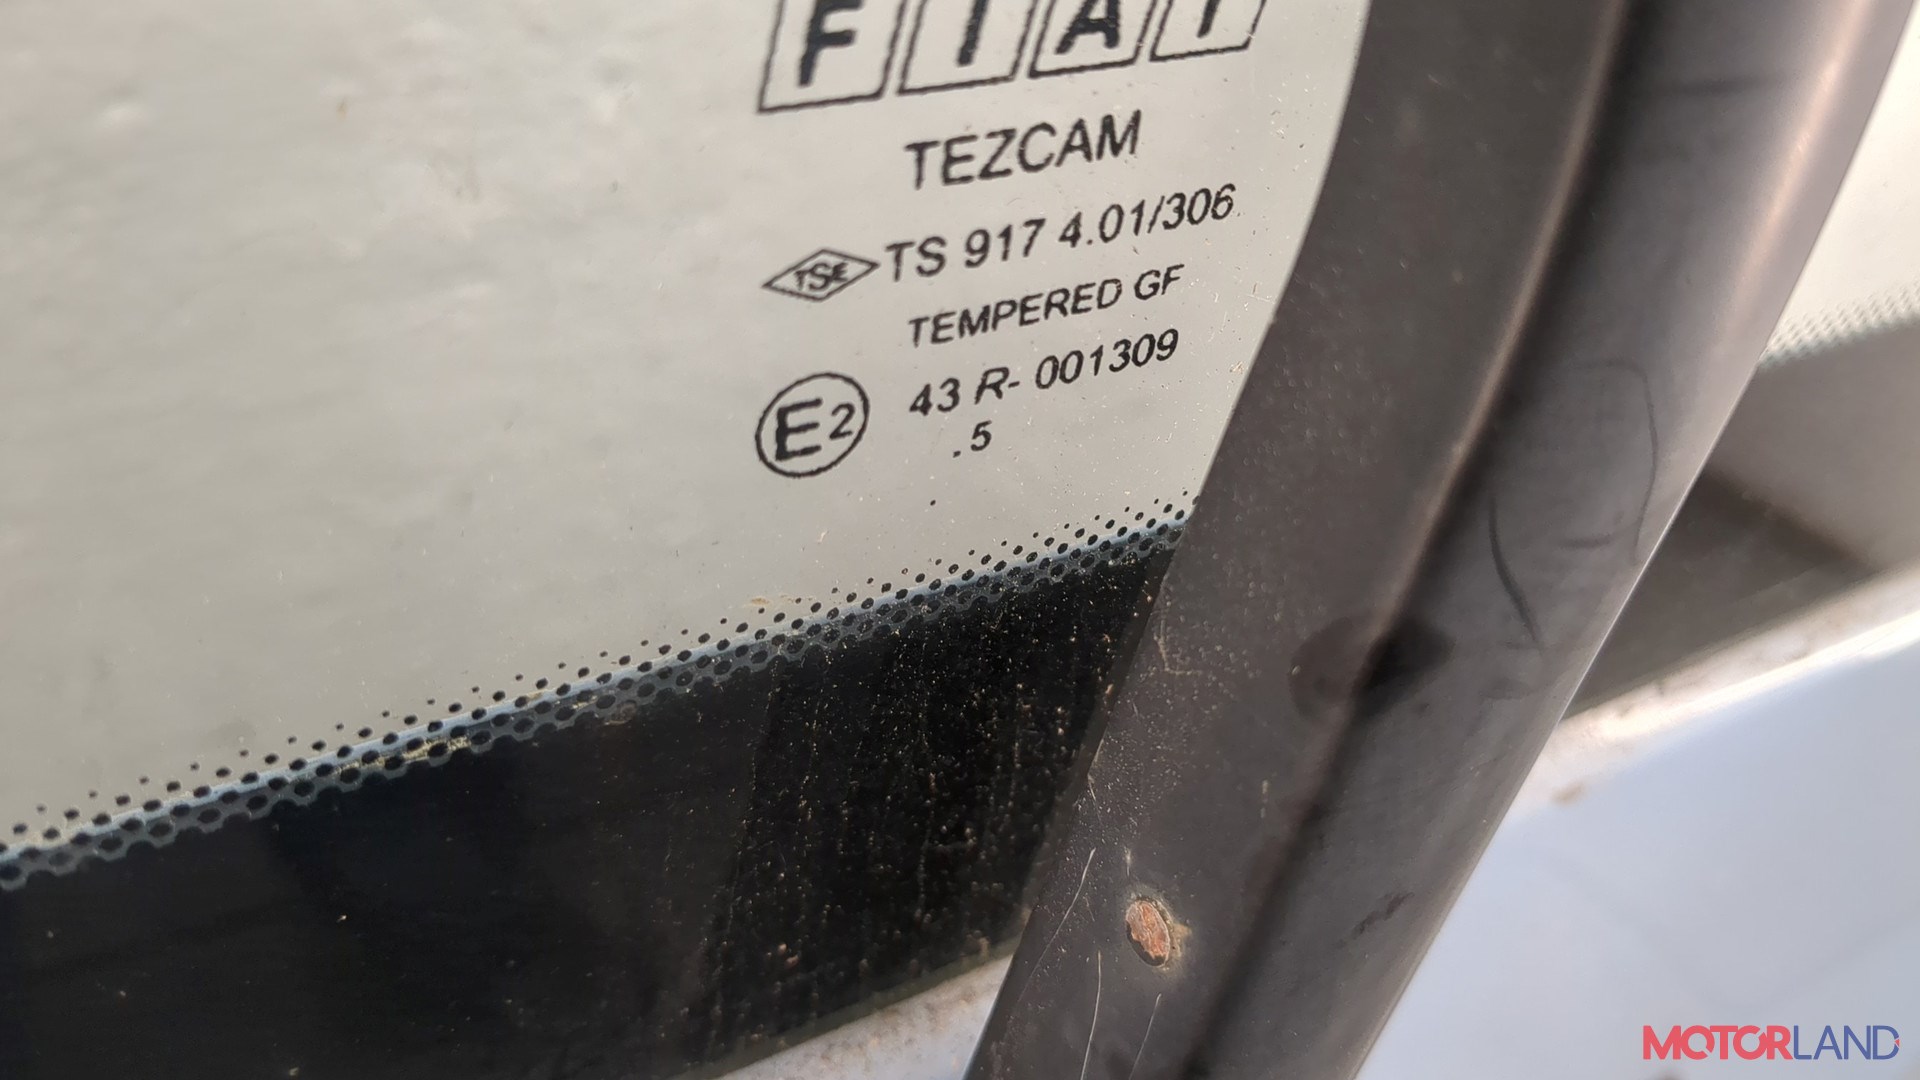 FIAT
TEZCAM
TSE TS 917 4.01/306
TEMPERED GF
E2 43 R- 001309
.5
MOTORLAND